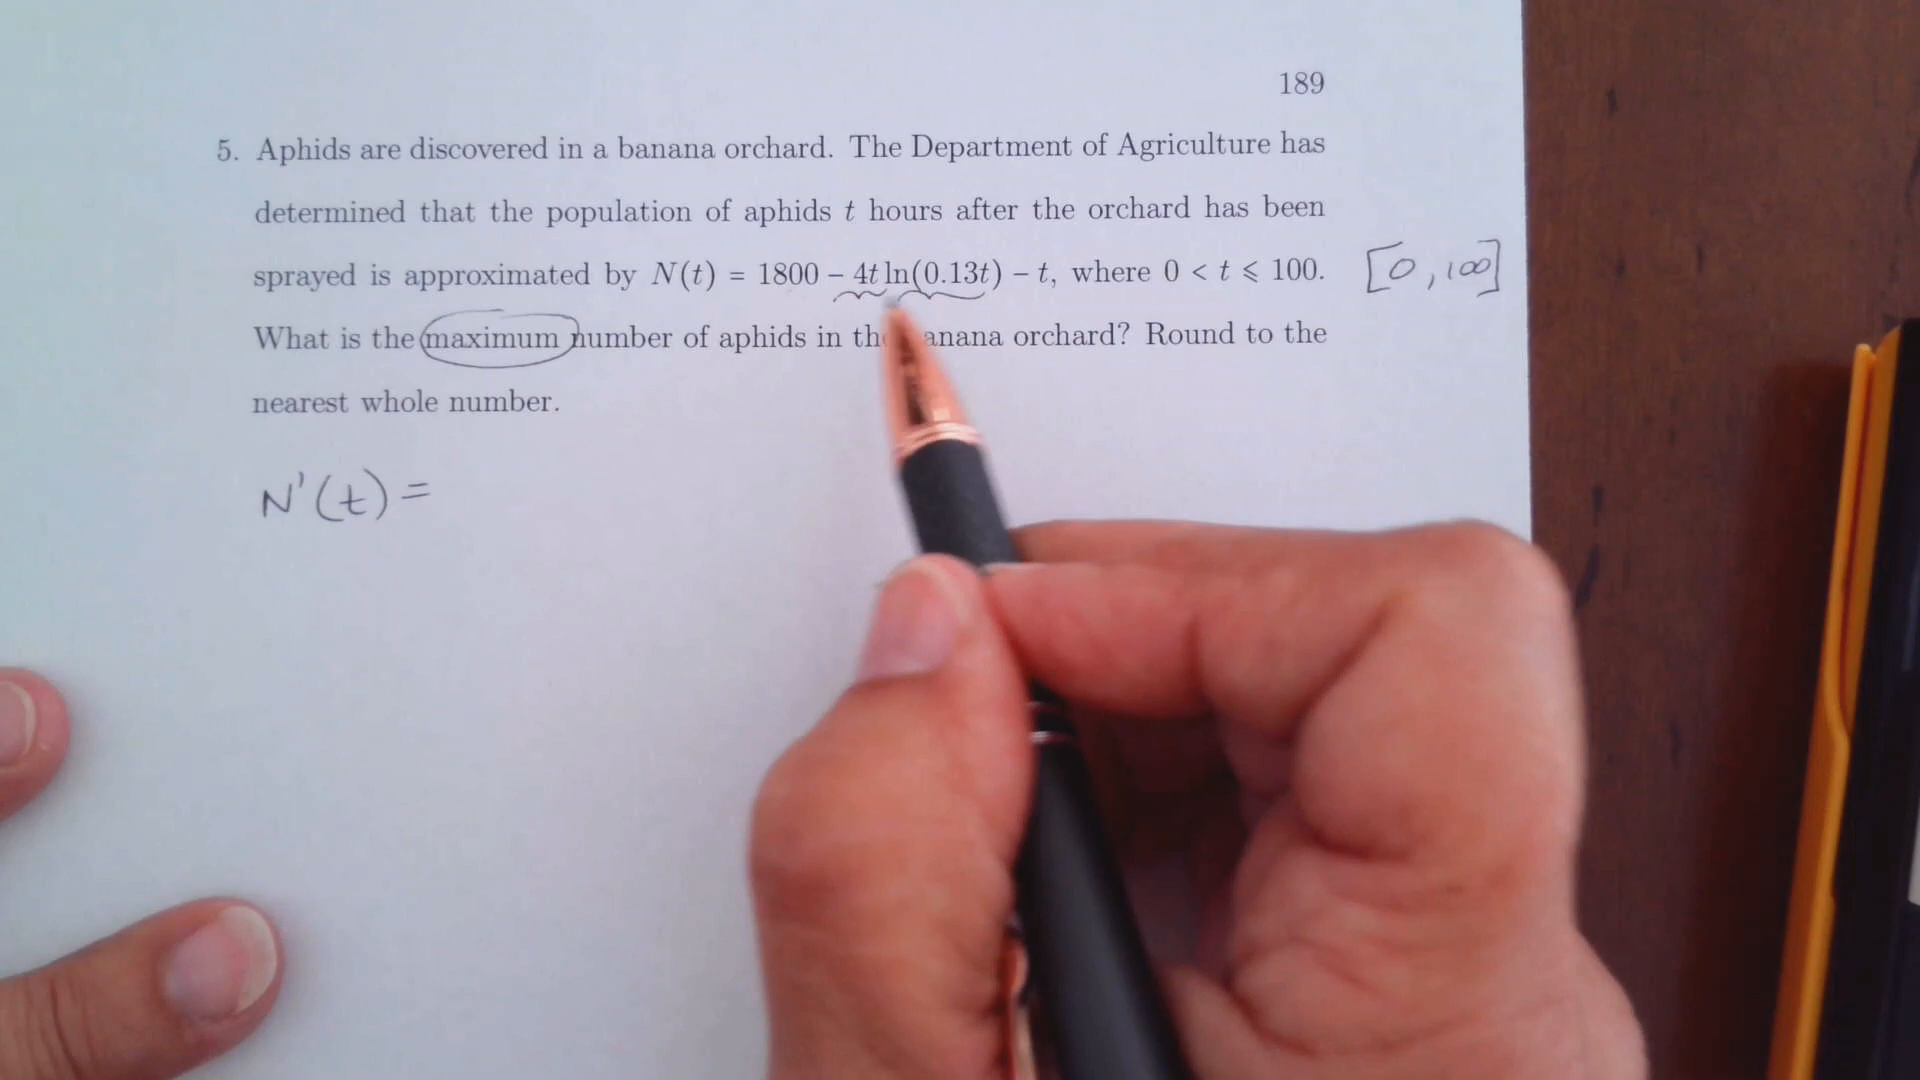 189
5. Aphids are discovered in a banana orchard. The Department of Agriculture has
determined that the population of aphids t hours after the orchard has been
sprayed is approximated by N(t) = 1800 − 4t ln(0.13t) − t, where 0 < t ⩽ 100. [0, 100]
What is the maximum number of aphids in orchard? Round to the
nearest whole number.
N'(t) =